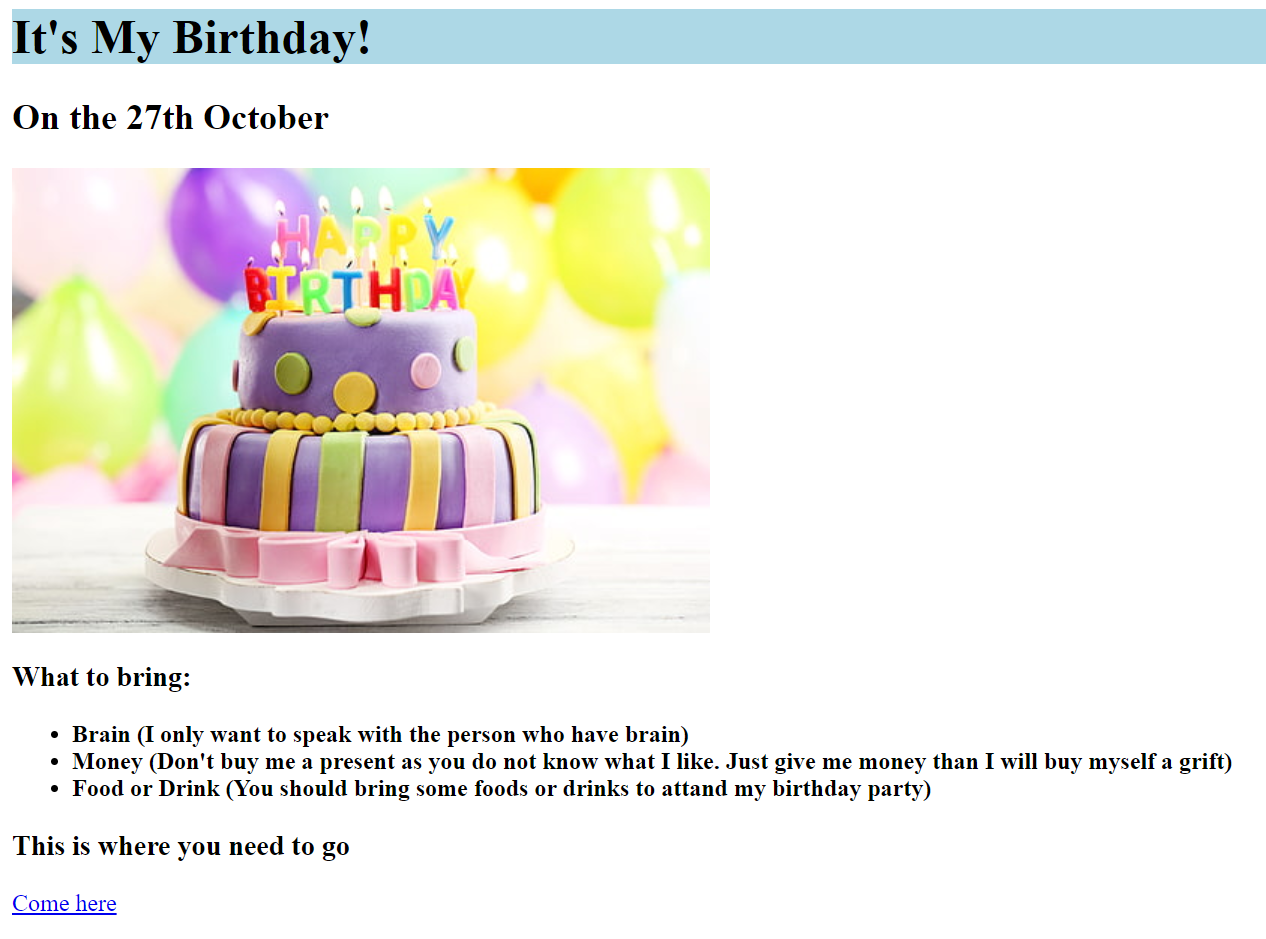 It's My Birthday!
On the 27th October
HAPPY
BIRTHDAY
What to bring:
• Brain (I only want to speak with the person who have brain)
• Money (Don't buy me a present as you do not know what I like. Just give me money than I will buy myself a grift)
• Food or Drink (You should bring some foods or drinks to attand my birthday party)
This is where you need to go
Come here